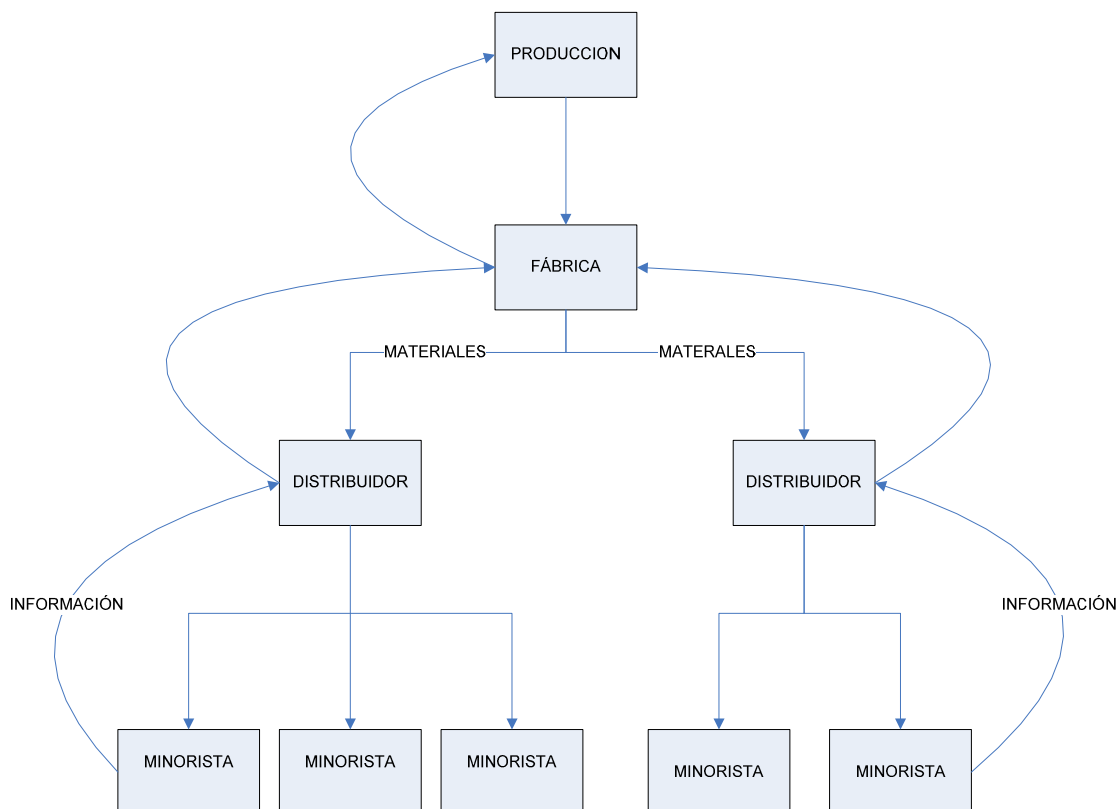 PRODUCCION
FÁBRICA
MATERIALES
MATERALES
DISTRIBUIDOR
DISTRIBUIDOR
INFORMACIÓN
INFORMACIÓN
MINORISTA
MINORISTA
MINORISTA
MINORISTA
MINORISTA